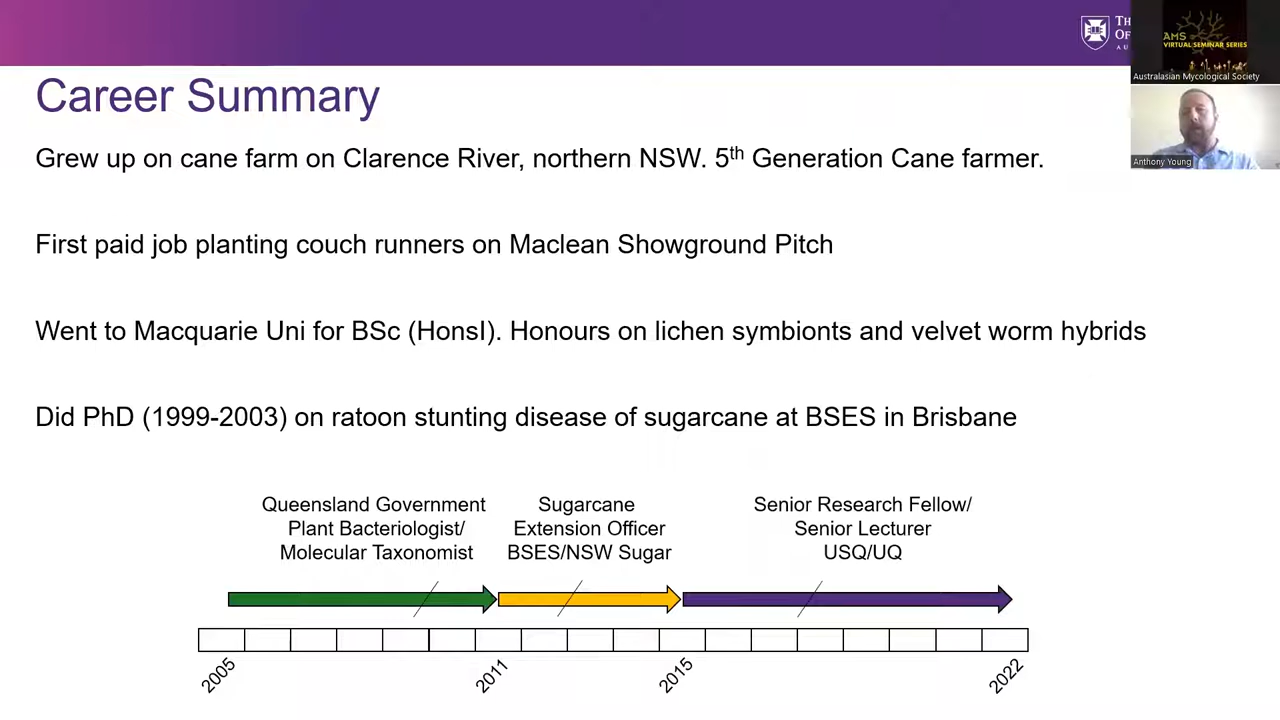 Th
Of
AU
AMS
VIRTUAL SEMINAR SERIES
Australasian Mycological Society
Anthony Young
Career Summary
Grew up on cane farm on Clarence River, northern NSW. 5th Generation Cane farmer.
First paid job planting couch runners on Maclean Showground Pitch
Went to Macquarie Uni for BSc (HonsI). Honours on lichen symbionts and velvet worm hybrids
Did PhD (1999-2003) on ratoon stunting disease of sugarcane at BSES in Brisbane
Queensland Government
Plant Bacteriologist/
Molecular Taxonomist
Sugarcane
Extension Officer
BSES/NSW Sugar
Senior Research Fellow/
Senior Lecturer
USQ/UQ
2005
2011
2015
2022